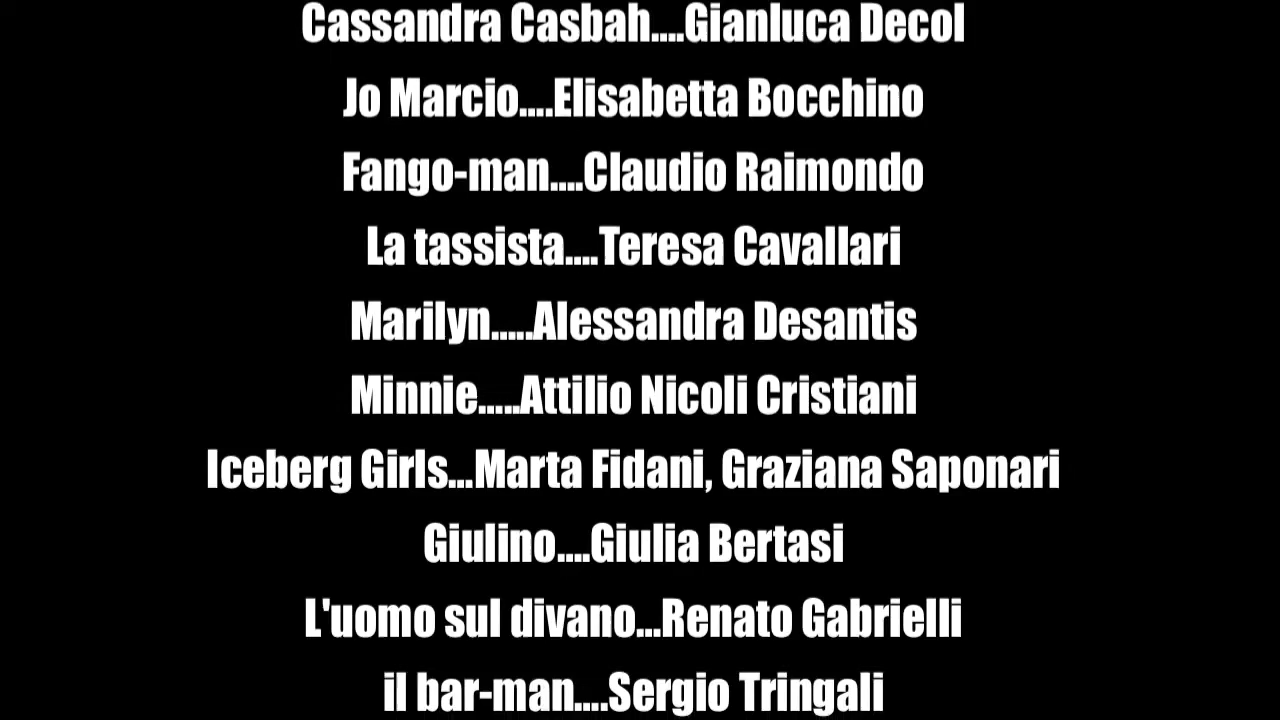 Cassandra Casbah....Gianluca Decol
Jo Marcio....Elisabetta Bocchino
Fango-man....Claudio Raimondo
La tassista....Teresa Cavallari
Marilyn.....Alessandra Desantis
Minnie.....Attilio Nicoli Cristiani
Iceberg Girls...Marta Fidani, Graziana Saponari
Giulino....Giulia Bertasi
L'uomo sul divano...Renato Gabrielli
il bar-man....Sergio Tringali